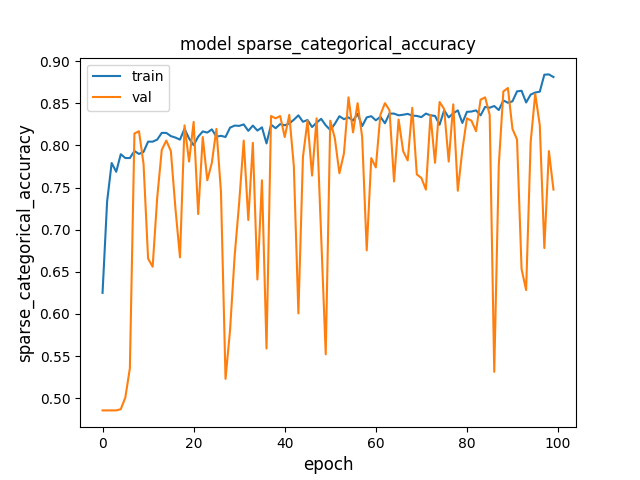 model sparse_categorical_accuracy
train
val
0.90
0.85
0.80
0.75
0.70
0.65
0.60
0.55
0.50
sparse_categorical_accuracy
0 20 40 60 80 100
epoch